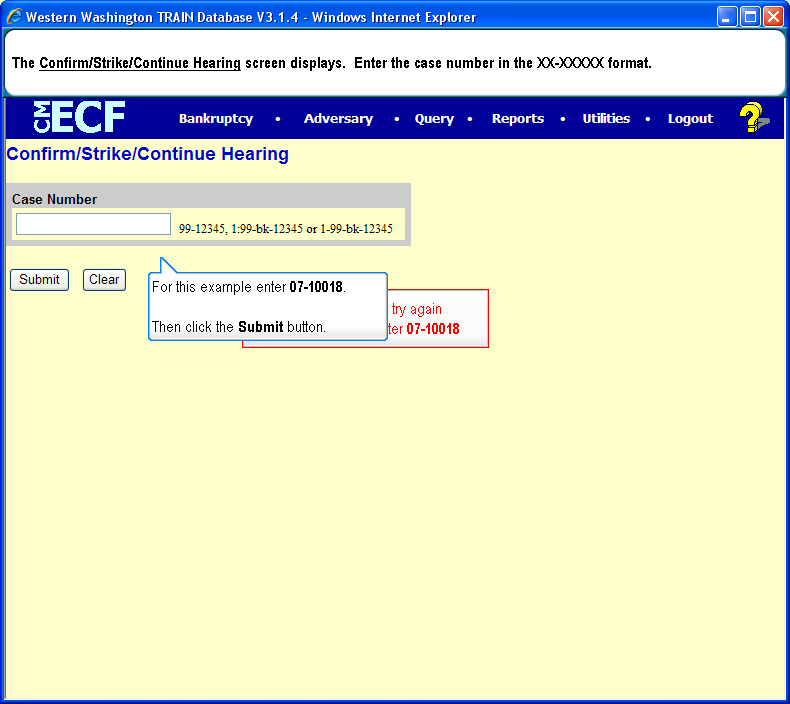 Western Washington TRAIN Database V3.1.4 - Windows Internet Explorer
The Confirm/Strike/Continue Hearing screen displays.  Enter the case number in the XX-XXXXX format.
CM ECF Bankruptcy • Adversary • Query • Reports • Utilities • Logout ?
Confirm/Strike/Continue Hearing
Case Number
99-12345, 1:99-bk-12345 or 1-99-bk-12345
Submit Clear
For this example enter 07-10018.
Then click the Submit button.
try again
ter 07-10018